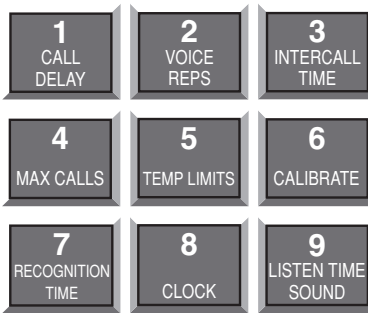 1
CALL
DELAY
2
VOICE
REPS
3
INTERCALL
TIME
4
MAX CALLS
5
TEMP LIMITS
6
CALIBRATE
7
RECOGNITION
TIME
8
CLOCK
9
LISTEN TIME
SOUND